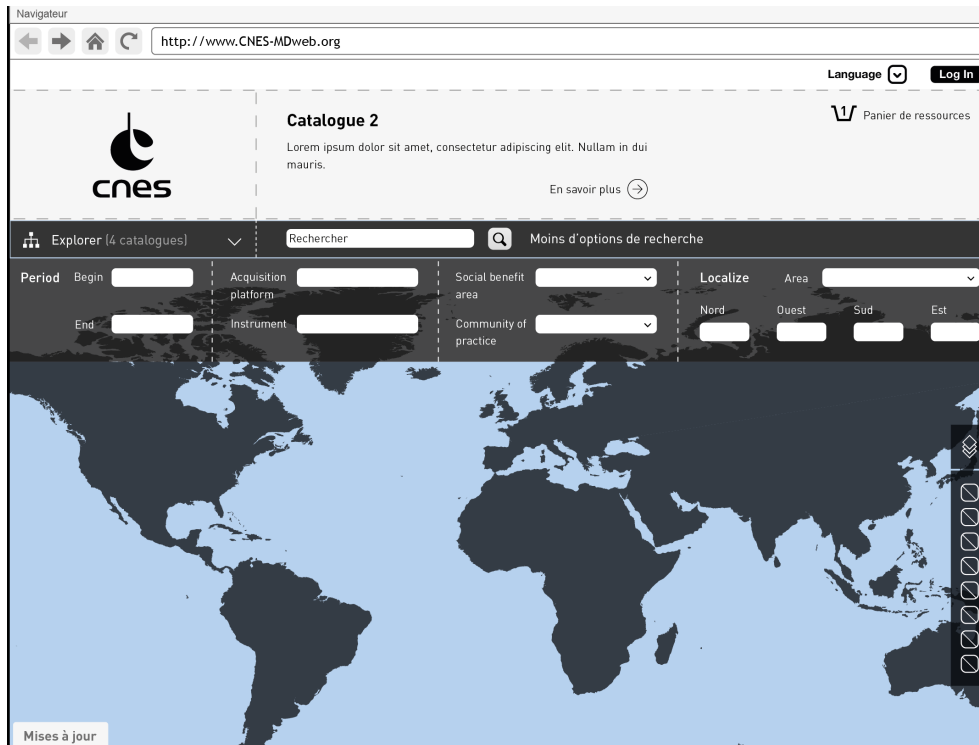 Navigateur
http://www.CNES-MDweb.org
Language
Log In
cnes
Catalogue 2
Lorem ipsum dolor sit amet, consectetur adipiscing elit. Nullam in dui
mauris.
En savoir plus
1
Panier de ressources
Explorer (4 catalogues)
Rechercher
Moins d'options de recherche
Period
Begin
End
Acquisition
platform
Instrument
Social benefit
area
Community of
practice
Localize
Area
Nord
Ouest
Sud
Est
Mises à jour